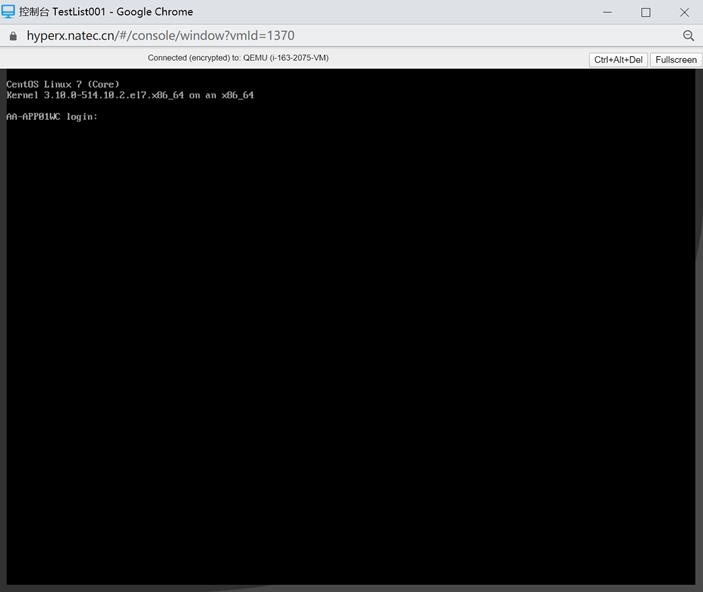 控制台 TestList001 - Google Chrome
hyperx.natec.cn/#/console/window?vmId=1370
Connected (encrypted) to: QEMU (i-163-2075-VM)
Ctrl+Alt+Del
Fullscreen
CentOS Linux 7 (Core)
Kernel 3.10.0-514.10.2.el7.x86_64 on an x86_64
AA-APP01WC login: